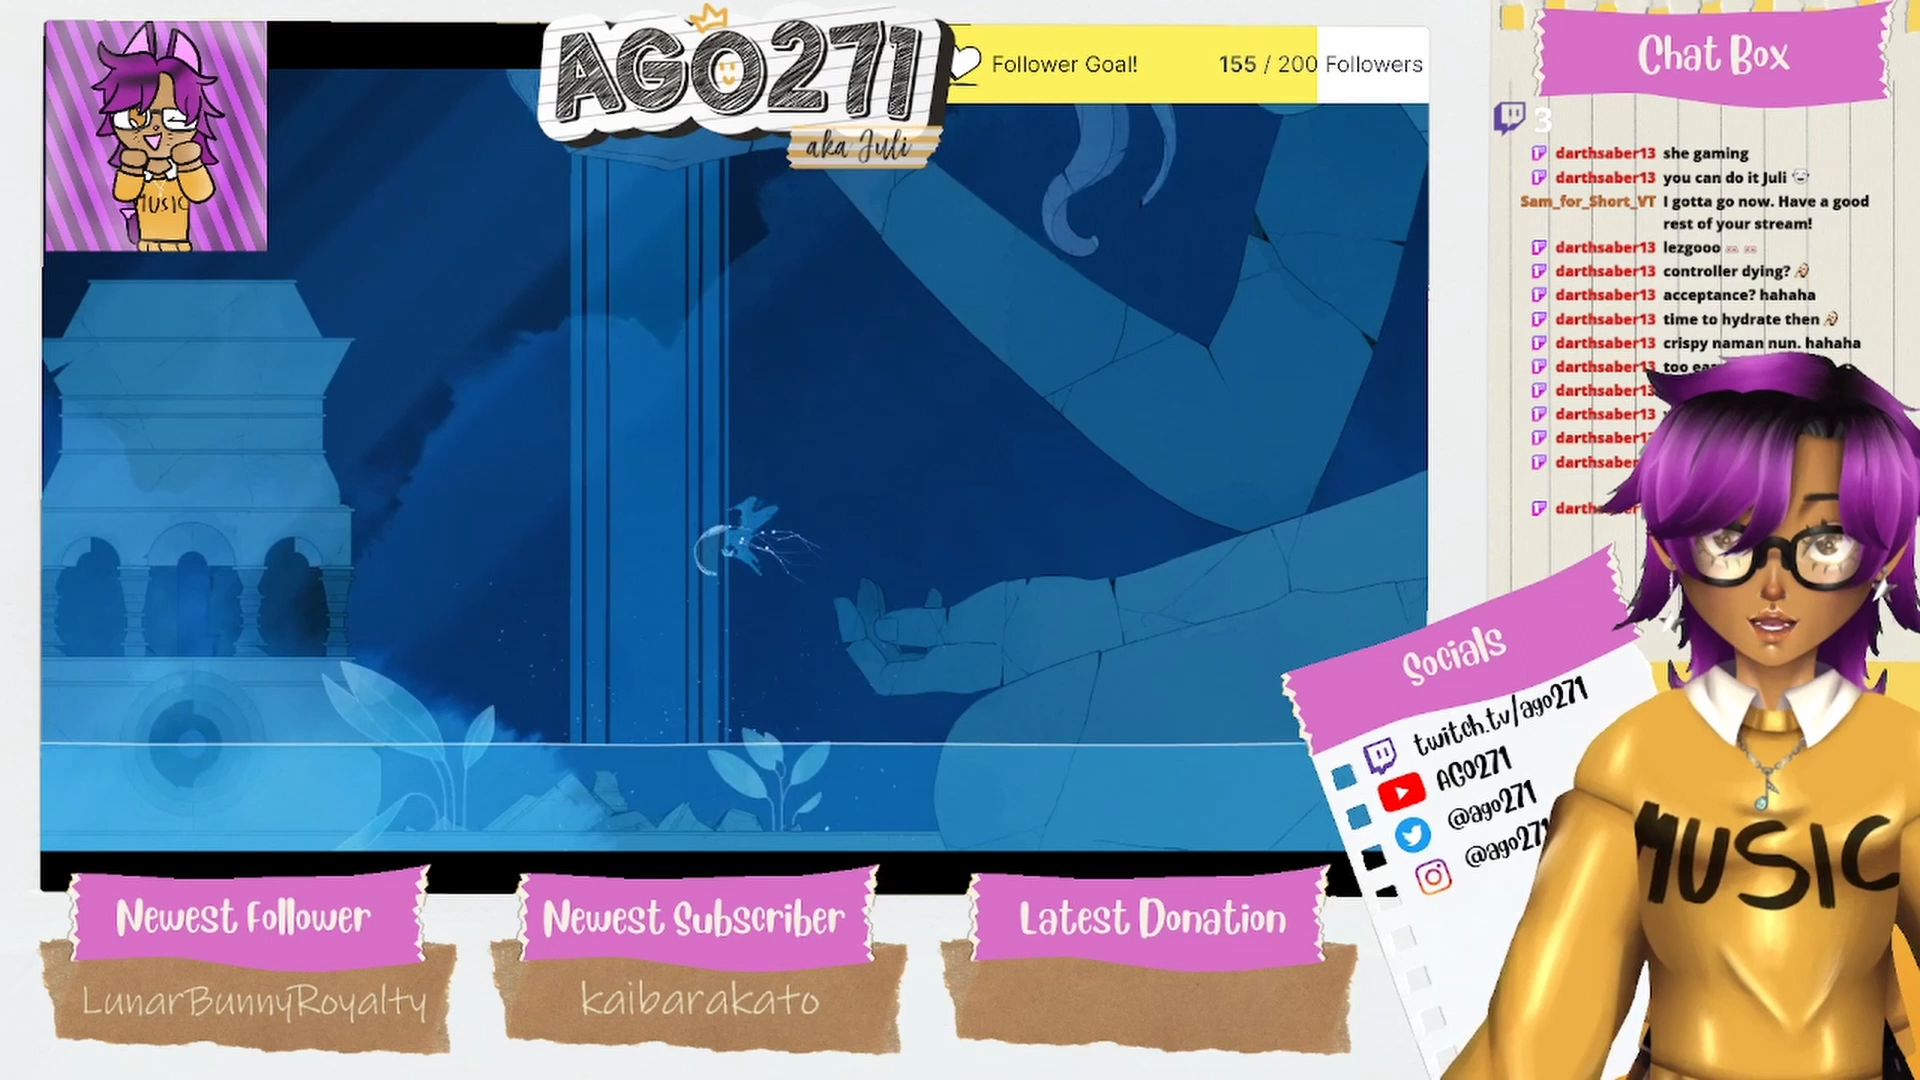 AGO271
aka Juli
Follower Goal!
155 / 200 Followers
MUSIC
Chat Box
3
darthsaber13 she gaming
darthsaber13 you can do it Juli
Sam_for_Short_VT I gotta go now. Have a good
rest of your stream!
darthsaber13 lezgooo
darthsaber13 controller dying?
darthsaber13 acceptance? hahaha
darthsaber13 time to hydrate then
darthsaber13 crispy naman nun. hahaha
darthsaber13 too
darthsaber13
darthsaber13
Socials
twitch.tv/ago271
AGO271
@ago271
@ago271
MUSIC
Newest Follower
LunarBunnyRoyalty
Newest Subscriber
kaibarakato
Latest Donation